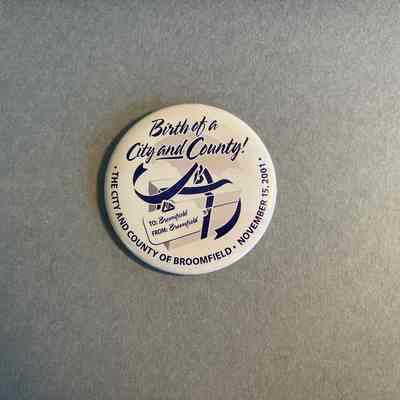 Birth of a
City and County!
TO: Broomfield
FROM: Broomfield
• THE CITY AND COUNTY OF BROOMFIELD • NOVEMBER 15, 2001 •